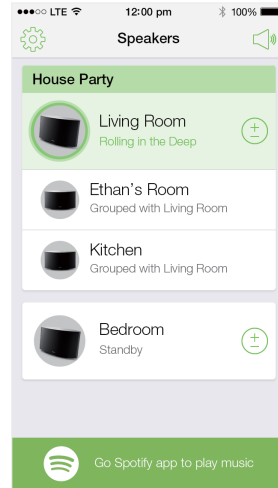 LTE 12:00 pm 100%
Speakers
House Party
Living Room
Rolling in the Deep
Ethan's Room
Grouped with Living Room
Kitchen
Grouped with Living Room
Bedroom
Standby
Go Spotify app to play music